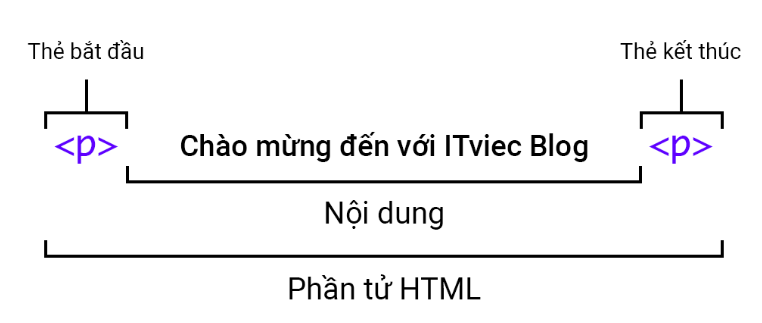 Thẻ bắt đầu Thẻ kết thúc
<p> Chào mừng đến với ITviec Blog <p>
Nội dung
Phần tử HTML